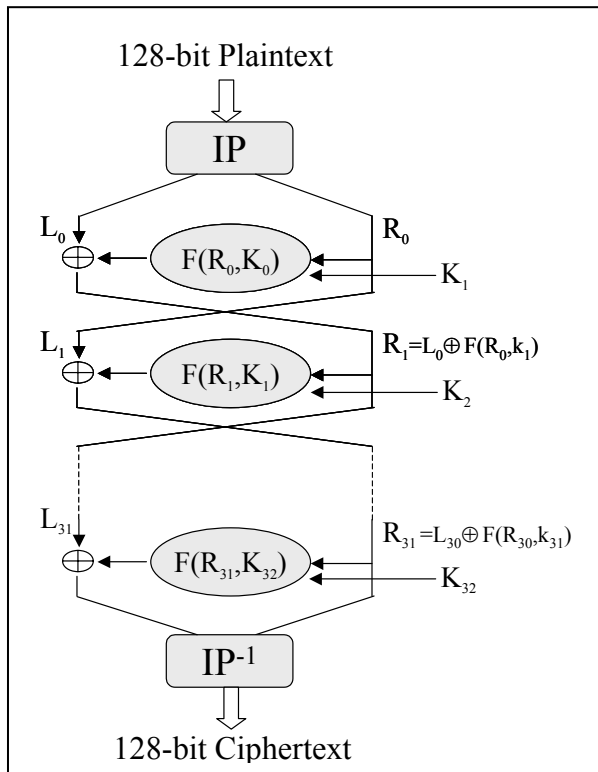 128-bit Plaintext
IP
L₀
R₀
F(R₀,K₀)
K₁
L₁
R₁=L₀⊕F(R₀,k₁)
F(R₁,K₁)
K₂
L₃₁
R₃₁=L₃₀⊕F(R₃₀,k₃₁)
F(R₃₁,K₃₂)
K₃₂
IP⁻¹
128-bit Ciphertext